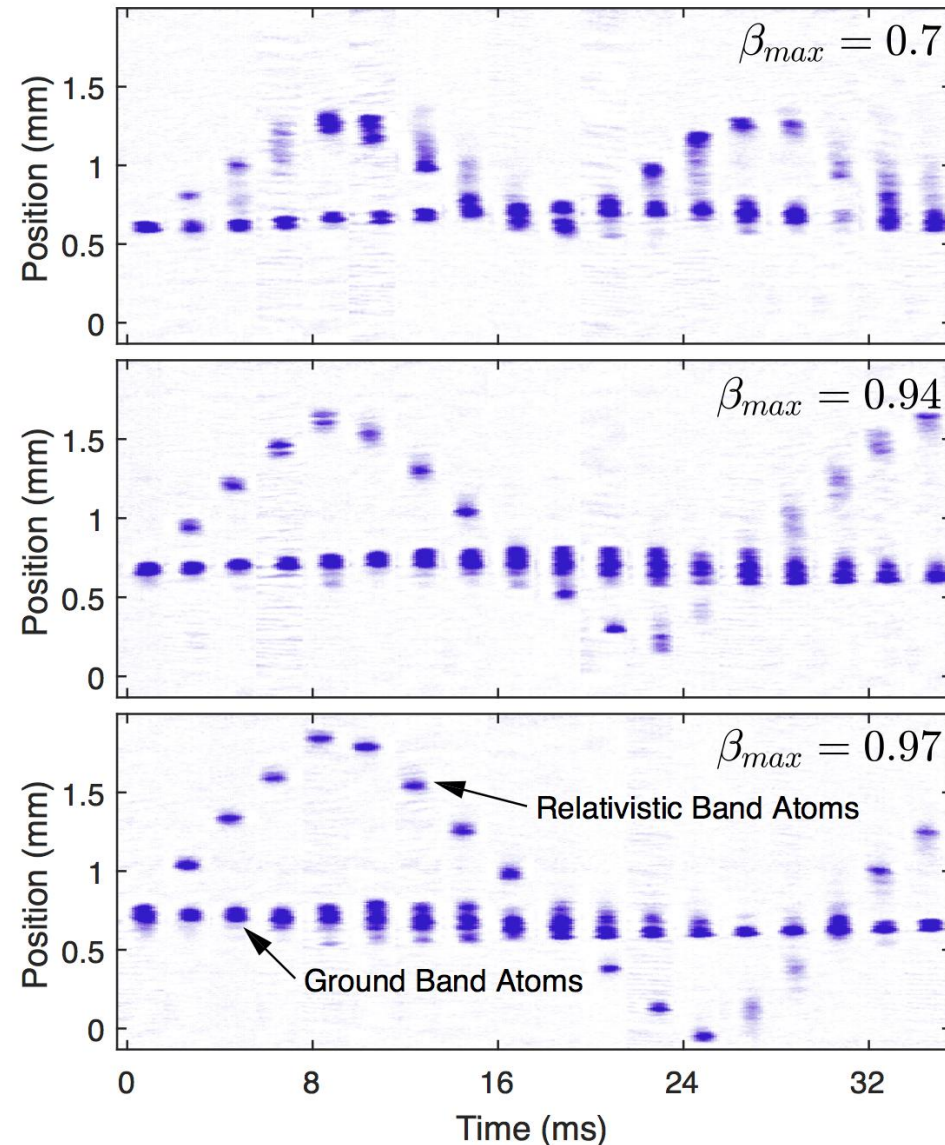 β_max = 0.7
Position (mm)
1.5
1
0.5
0
β_max = 0.94
Position (mm)
1.5
1
0.5
0
β_max = 0.97
Position (mm)
1.5
1
0.5
0
Relativistic Band Atoms
Ground Band Atoms
0 8 16 24 32
Time (ms)